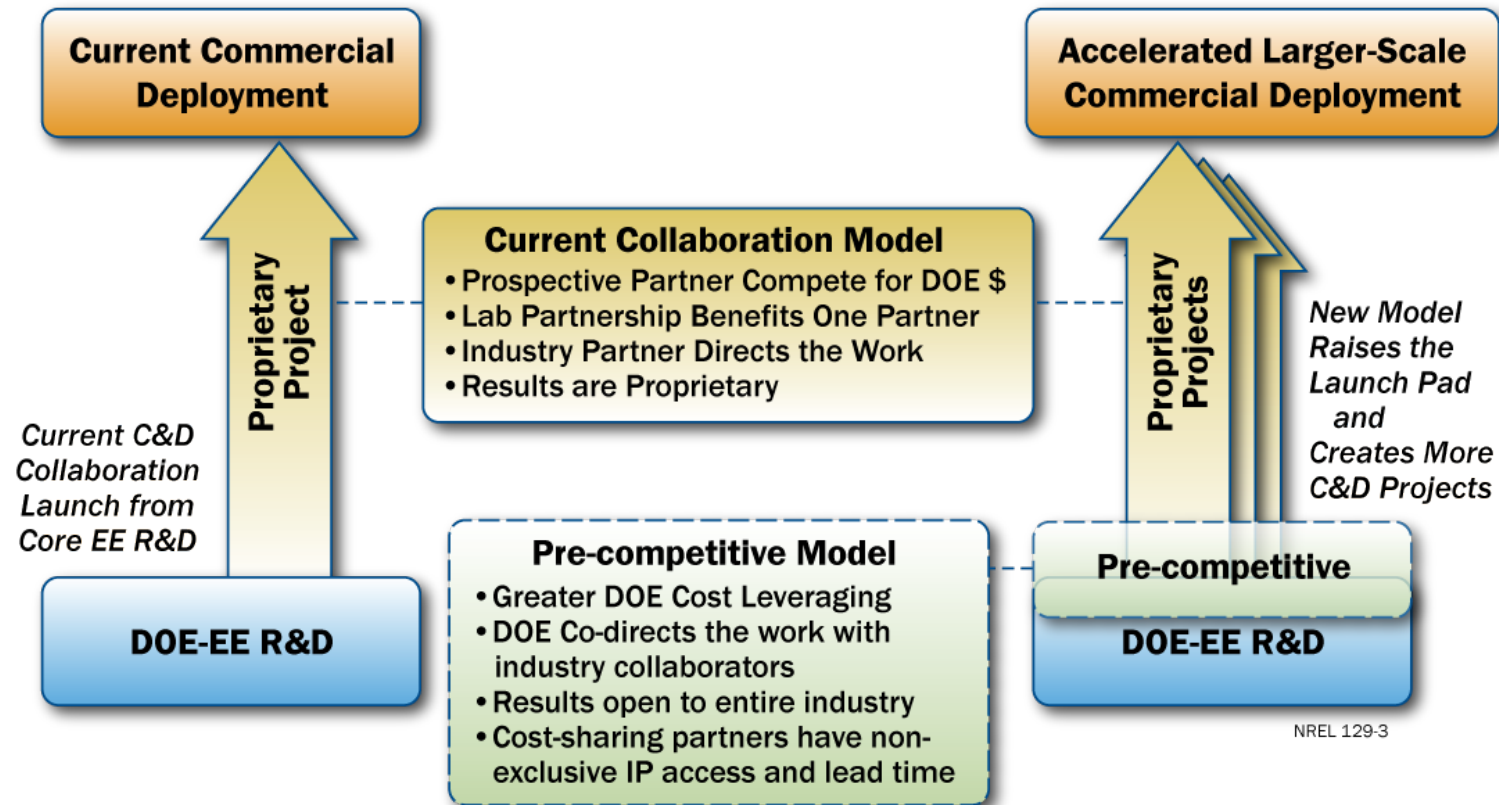 Current Commercial
Deployment
Accelerated Larger-Scale
Commercial Deployment
Proprietary
Project
Current Collaboration Model
• Prospective Partner Compete for DOE $
• Lab Partnership Benefits One Partner
• Industry Partner Directs the Work
• Results are Proprietary
Proprietary
Projects
New Model
Raises the
Launch Pad
and
Creates More
C&D Projects
Current C&D
Collaboration
Launch from
Core EE R&D
DOE-EE R&D
Pre-competitive Model
• Greater DOE Cost Leveraging
• DOE Co-directs the work with
industry collaborators
• Results open to entire industry
• Cost-sharing partners have non-
exclusive IP access and lead time
Pre-competitive
DOE-EE R&D
NREL 129-3